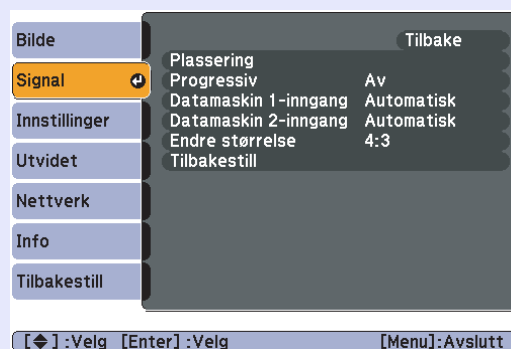 Bilde
Signal
Innstillinger
Utvidet
Nettverk
Info
Tilbakestill
Tilbake
Plassering
Progressiv Av
Datamaskin 1-inngang Automatisk
Datamaskin 2-inngang Automatisk
Endre størrelse 4:3
Tilbakestill
[◆] :Velg [Enter] :Velg [Menu]:Avslutt